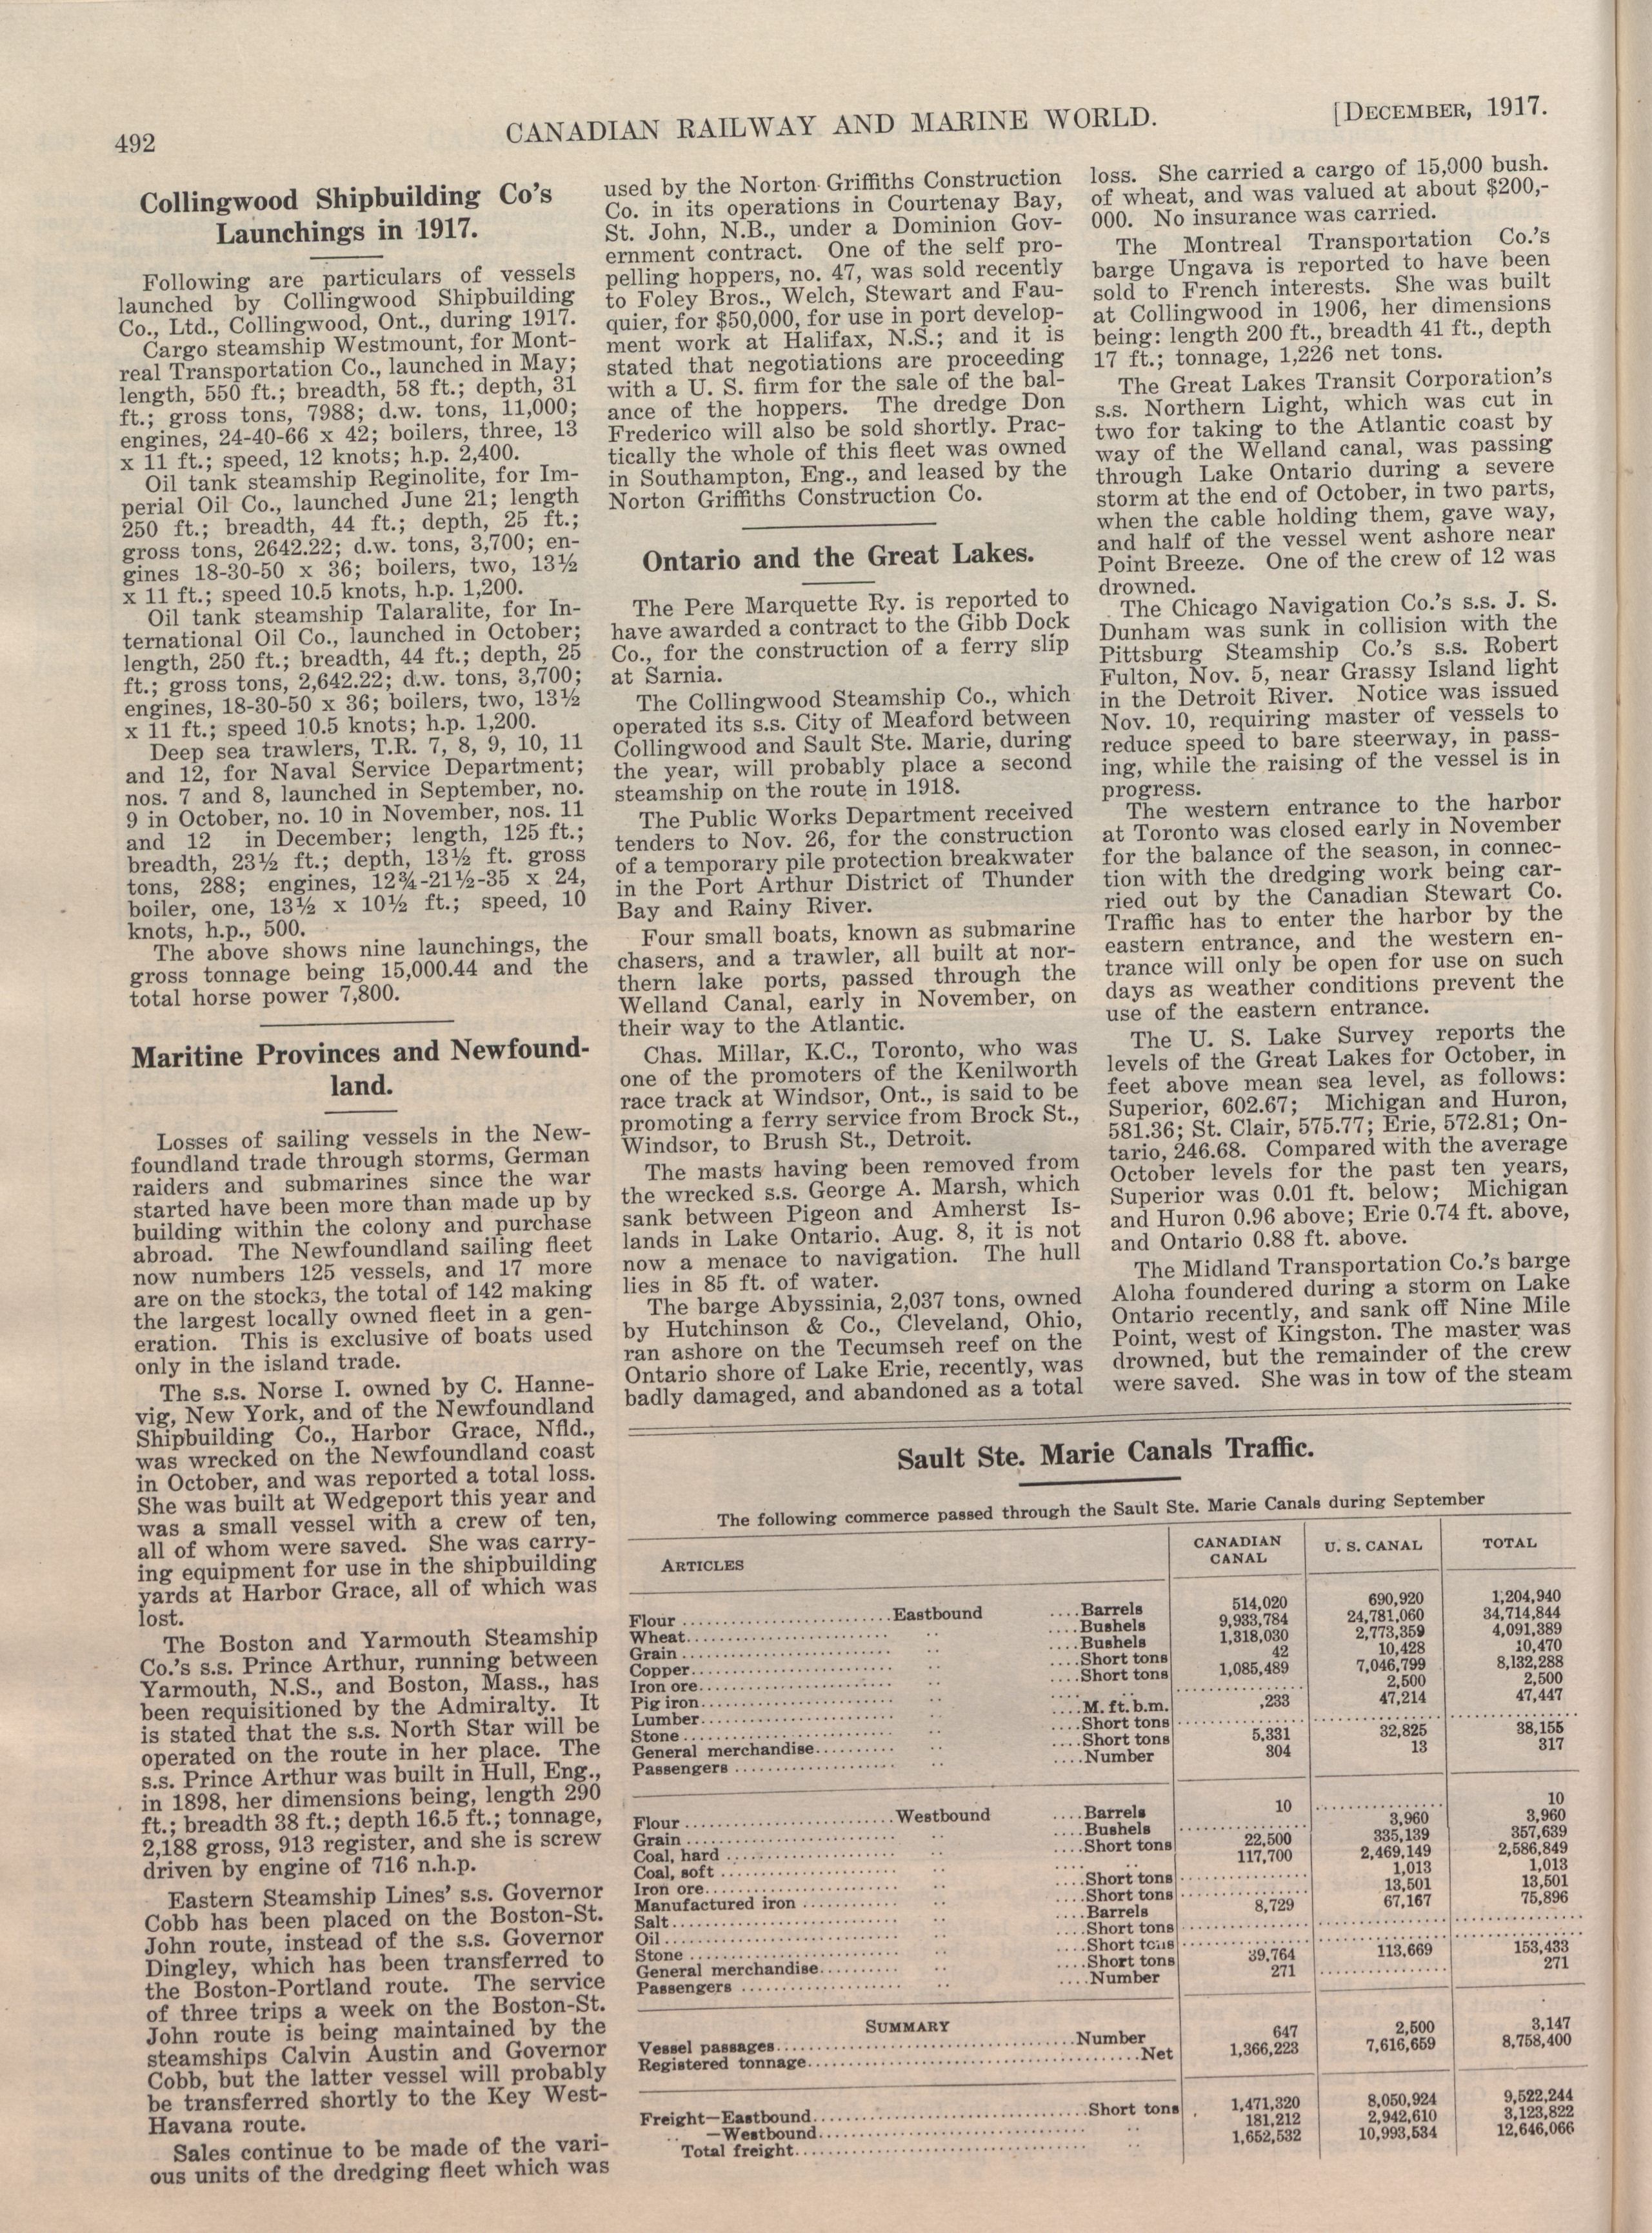 492
CANADIAN RAILWAY AND MARINE WORLD.
[DECEMBER, 1917.
Collingwood Shipbuilding Co's
Launchings in 1917.
Following are particulars of vessels
launched by Collingwood Shipbuilding
Co., Ltd., Collingwood, Ont., during 1917.
Cargo steamship Westmount, for Mont-
real Transportation Co., launched in May;
length, 550 ft.; breadth, 58 ft.; depth, 31
ft.; gross tons, 7988; d.w. tons, 11,000;
engines, 24-40-66 x 42; boilers, three, 13
x 11 ft.; speed, 12 knots; h.p. 2,400.
Oil tank steamship Reginolite, for Im-
perial Oil Co., launched June 21; length
250 ft.; breadth, 44 ft.; depth, 25 ft.;
gross tons, 2642.22; d.w. tons, 3,700; en-
gines 18-30-50 x 36; boilers, two, 13½
x 11 ft.; speed 10.5 knots, h.p. 1,200.
Oil tank steamship Talaralite, for In-
ternational Oil Co., launched in October;
length, 250 ft.; breadth, 44 ft.; depth, 25
ft.; gross tons, 2,642.22; d.w. tons, 3,700;
engines, 18-30-50 x 36; boilers, two, 13½
x 11 ft.; speed 10.5 knots; h.p. 1,200.
Deep sea trawlers, T.R. 7, 8, 9, 10, 11
and 12, for Naval Service Department;
nos. 7 and 8, launched in September, no.
9 in October, no. 10 in November, nos. 11
and 12 in December; length, 125 ft.;
breadth, 23½ ft.; depth, 13½ ft. gross
tons, 288; engines, 12¾-21½-35 x 24,
boiler, one, 13½ x 10½ ft.; speed, 10
knots, h.p., 500.
The above shows nine launchings, the
gross tonnage being 15,000.44 and the
total horse power 7,800.
Maritine Provinces and Newfound-
land.
Losses of sailing vessels in the New-
foundland trade through storms, German
raiders and submarines since the war
started have been more than made up by
building within the colony and purchase
abroad. The Newfoundland sailing fleet
now numbers 125 vessels, and 17 more
are on the stocks, the total of 142 making
the largest locally owned fleet in a gen-
eration. This is exclusive of boats used
only in the island trade.
The s.s. Norse I. owned by C. Hanne-
vig, New York, and of the Newfoundland
Shipbuilding Co., Harbor Grace, Nfld.,
was wrecked on the Newfoundland coast
in October, and was reported a total loss.
She was built at Wedgeport this year and
was a small vessel with a crew of ten,
all of whom were saved. She was carry-
ing equipment for use in the shipbuilding
yards at Harbor Grace, all of which was
lost.
The Boston and Yarmouth Steamship
Co.'s s.s. Prince Arthur, running between
Yarmouth, N.S., and Boston, Mass., has
been requisitioned by the Admiralty. It
is stated that the s.s. North Star will be
operated on the route in her place. The
s.s. Prince Arthur was built in Hull, Eng.,
in 1898, her dimensions being, length 290
ft.; breadth 38 ft.; depth 16.5 ft.; tonnage,
2,188 gross, 913 register, and she is screw
driven by engine of 716 n.h.p.
Eastern Steamship Lines' s.s. Governor
Cobb has been placed on the Boston-St.
John route, instead of the s.s. Governor
Dingley, which has been transferred to
the Boston-Portland route. The service
of three trips a week on the Boston-St.
John route is being maintained by the
steamships Calvin Austin and Governor
Cobb, but the latter vessel will probably
be transferred shortly to the Key West-
Havana route.
Sales continue to be made of the vari-
ous units of the dredging fleet which was
used by the Norton Griffiths Construction
Co. in its operations in Courtenay Bay,
St. John, N.B., under a Dominion Gov-
ernment contract. One of the self pro-
pelling hoppers, no. 47, was sold recently
to Foley Bros., Welch, Stewart and Fau-
quier, for $50,000, for use in port develop-
ment work at Halifax, N.S.; and it is
stated that negotiations are proceeding
with a U. S. firm for the sale of the bal-
ance of the hoppers. The dredge Don
Frederico will also be sold shortly. Prac-
tically the whole of this fleet was owned
in Southampton, Eng., and leased by the
Norton Griffiths Construction Co.
Ontario and the Great Lakes.
The Pere Marquette Ry. is reported to
have awarded a contract to the Gibb Dock
Co., for the construction of a ferry slip
at Sarnia.
The Collingwood Steamship Co., which
operated its s.s. City of Meaford between
Collingwood and Sault Ste. Marie, during
the year, will probably place a second
steamship on the route in 1918.
The Public Works Department received
tenders to Nov. 26, for the construction
of a temporary pile protection breakwater
in the Port Arthur District of Thunder
Bay and Rainy River.
Four small boats, known as submarine
chasers, and a trawler, all built at nor-
thern lake ports, passed through the
Welland Canal, early in November, on
their way to the Atlantic.
Chas. Millar, K.C., Toronto, who was
one of the promoters of the Kenilworth
race track at Windsor, Ont., is said to be
promoting a ferry service from Brock St.,
Windsor, to Brush St., Detroit.
The masts having been removed from
the wrecked s.s. George A. Marsh, which
sank between Pigeon and Amherst Is-
lands in Lake Ontario, Aug. 8, it is not
now a menace to navigation. The hull
lies in 85 ft. of water.
The barge Abyssinia, 2,037 tons, owned
by Hutchinson & Co., Cleveland, Ohio,
ran ashore on the Tecumseh reef on the
Ontario shore of Lake Erie, recently, was
badly damaged, and abandoned as a total
loss. She carried a cargo of 15,000 bush.
of wheat, and was valued at about $200,-
000. No insurance was carried.
The Montreal Transportation Co.'s
barge Ungava is reported to have been
sold to French interests. She was built
at Collingwood in 1906, her dimensions
being: length 200 ft., breadth 41 ft., depth
17 ft.; tonnage, 1,226 net tons.
The Great Lakes Transit Corporation's
s.s. Northern Light, which was cut in
two for taking to the Atlantic coast by
way of the Welland canal, was passing
through Lake Ontario during a severe
storm at the end of October, in two parts,
when the cable holding them, gave way,
and half of the vessel went ashore near
Point Breeze. One of the crew of 12 was
drowned.
The Chicago Navigation Co.'s s.s. J. S.
Dunham was sunk in collision with the
Pittsburg Steamship Co.'s s.s. Robert
Fulton, Nov. 5, near Grassy Island light
in the Detroit River. Notice was issued
Nov. 10, requiring master of vessels to
reduce speed to bare steerway, in pass-
ing, while the raising of the vessel is in
progress.
The western entrance to the harbor
at Toronto was closed early in November
for the balance of the season, in connec-
tion with the dredging work being car-
ried out by the Canadian Stewart Co.
Traffic has to enter the harbor by the
eastern entrance, and the western en-
trance will only be open for use on such
days as weather conditions prevent the
use of the eastern entrance.
The U. S. Lake Survey reports the
levels of the Great Lakes for October, in
feet above mean sea level, as follows:
Superior, 602.67; Michigan and Huron,
581.36; St. Clair, 575.77; Erie, 572.81; On-
tario, 246.68. Compared with the average
October levels for the past ten years,
Superior was 0.01 ft. below; Michigan
and Huron 0.96 above; Erie 0.74 ft. above,
and Ontario 0.88 ft. above.
The Midland Transportation Co.'s barge
Aloha foundered during a storm on Lake
Ontario recently, and sank off Nine Mile
Point, west of Kingston. The master was
drowned, but the remainder of the crew
were saved. She was in tow of the steam
Sault Ste. Marie Canals Traffic.
The following commerce passed through the Sault Ste. Marie Canals during September
ARTICLES CANADIAN CANAL U. S. CANAL TOTAL
Flour Eastbound Barrels 514,020 690,920 1,204,940
Wheat Bushels 9,933,784 24,781,060 34,714,844
Grain Bushels 1,318,030 2,773,359 4,091,389
Copper Short tons 42 10,428 10,470
Iron ore Short tons 1,085,489 7,046,799 8,132,288
Pig iron 2,500 2,500
Lumber M. ft. b.m. ,233 47,214 47,447
Stone Short tons
General merchandise Short tons 5,331 32,825 38,156
Passengers Number 304 13 317
Flour Westbound Barrels 10 10
Grain Bushels 3,960 3,960
Coal, hard Short tons 22,500 335,139 357,639
Coal, soft 117,700 2,469,149 2,586,849
Iron ore Short tons 1,013 1,013
Manufactured iron Short tons 13,501 13,501
Salt Barrels 8,729 67,167 75,896
Oil Short tons
Stone Short tons
General merchandise Short tons 39,764 113,669 153,433
Passengers Number 271 271
SUMMARY
Vessel passages Number 647 2,500 3,147
Registered tonnage Net 1,366,223 7,616,659 8,758,400
Freight—Eastbound Short tons 1,471,320 8,050,924 9,522,244
—Westbound 181,212 2,942,610 3,123,822
Total freight 1,652,532 10,993,534 12,646,066